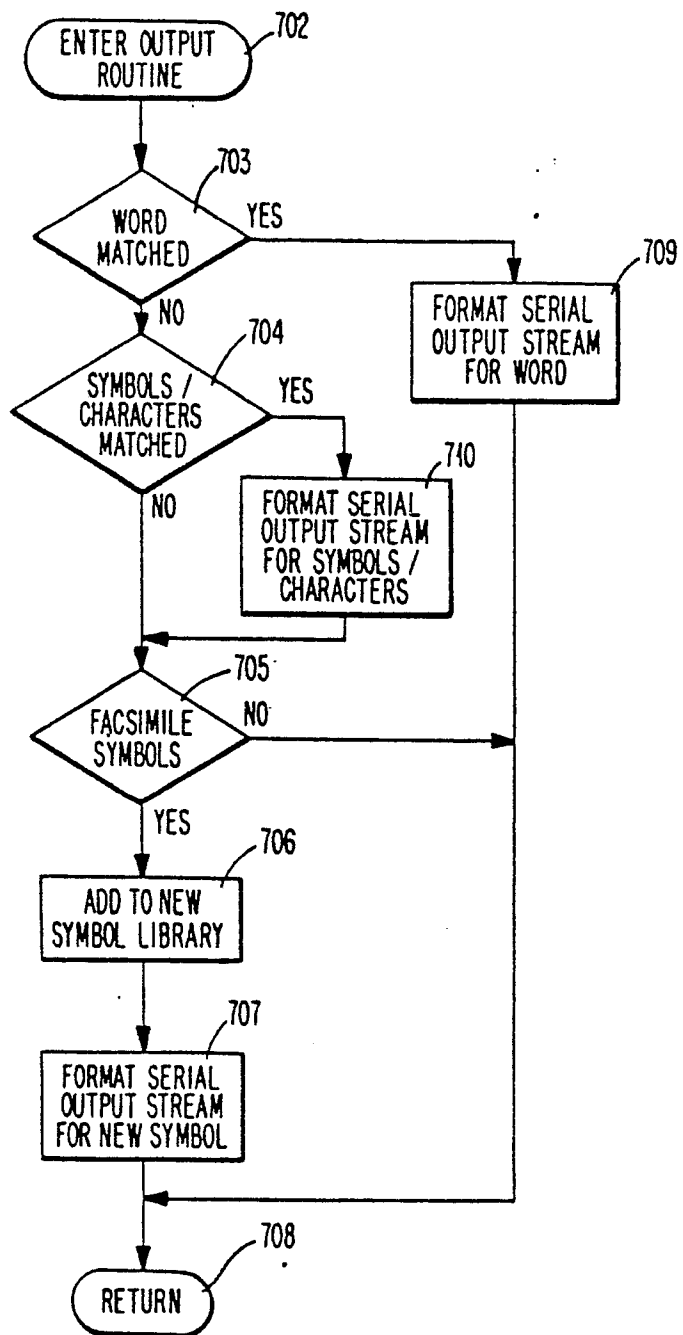 ENTER OUTPUT
ROUTINE
702
703
WORD
MATCHED
YES
NO
709
FORMAT SERIAL
OUTPUT STREAM
FOR WORD
704
SYMBOLS /
CHARACTERS
MATCHED
YES
NO
710
FORMAT SERIAL
OUTPUT STREAM
FOR SYMBOLS /
CHARACTERS
705
FACSIMILE
SYMBOLS
NO
YES
706
ADD TO NEW
SYMBOL LIBRARY
707
FORMAT SERIAL
OUTPUT STREAM
FOR NEW SYMBOL
708
RETURN